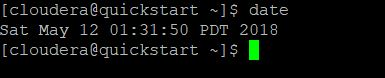 [cloudera@quickstart ~]$ date
Sat May 12 01:31:50 PDT 2018
[cloudera@quickstart ~]$